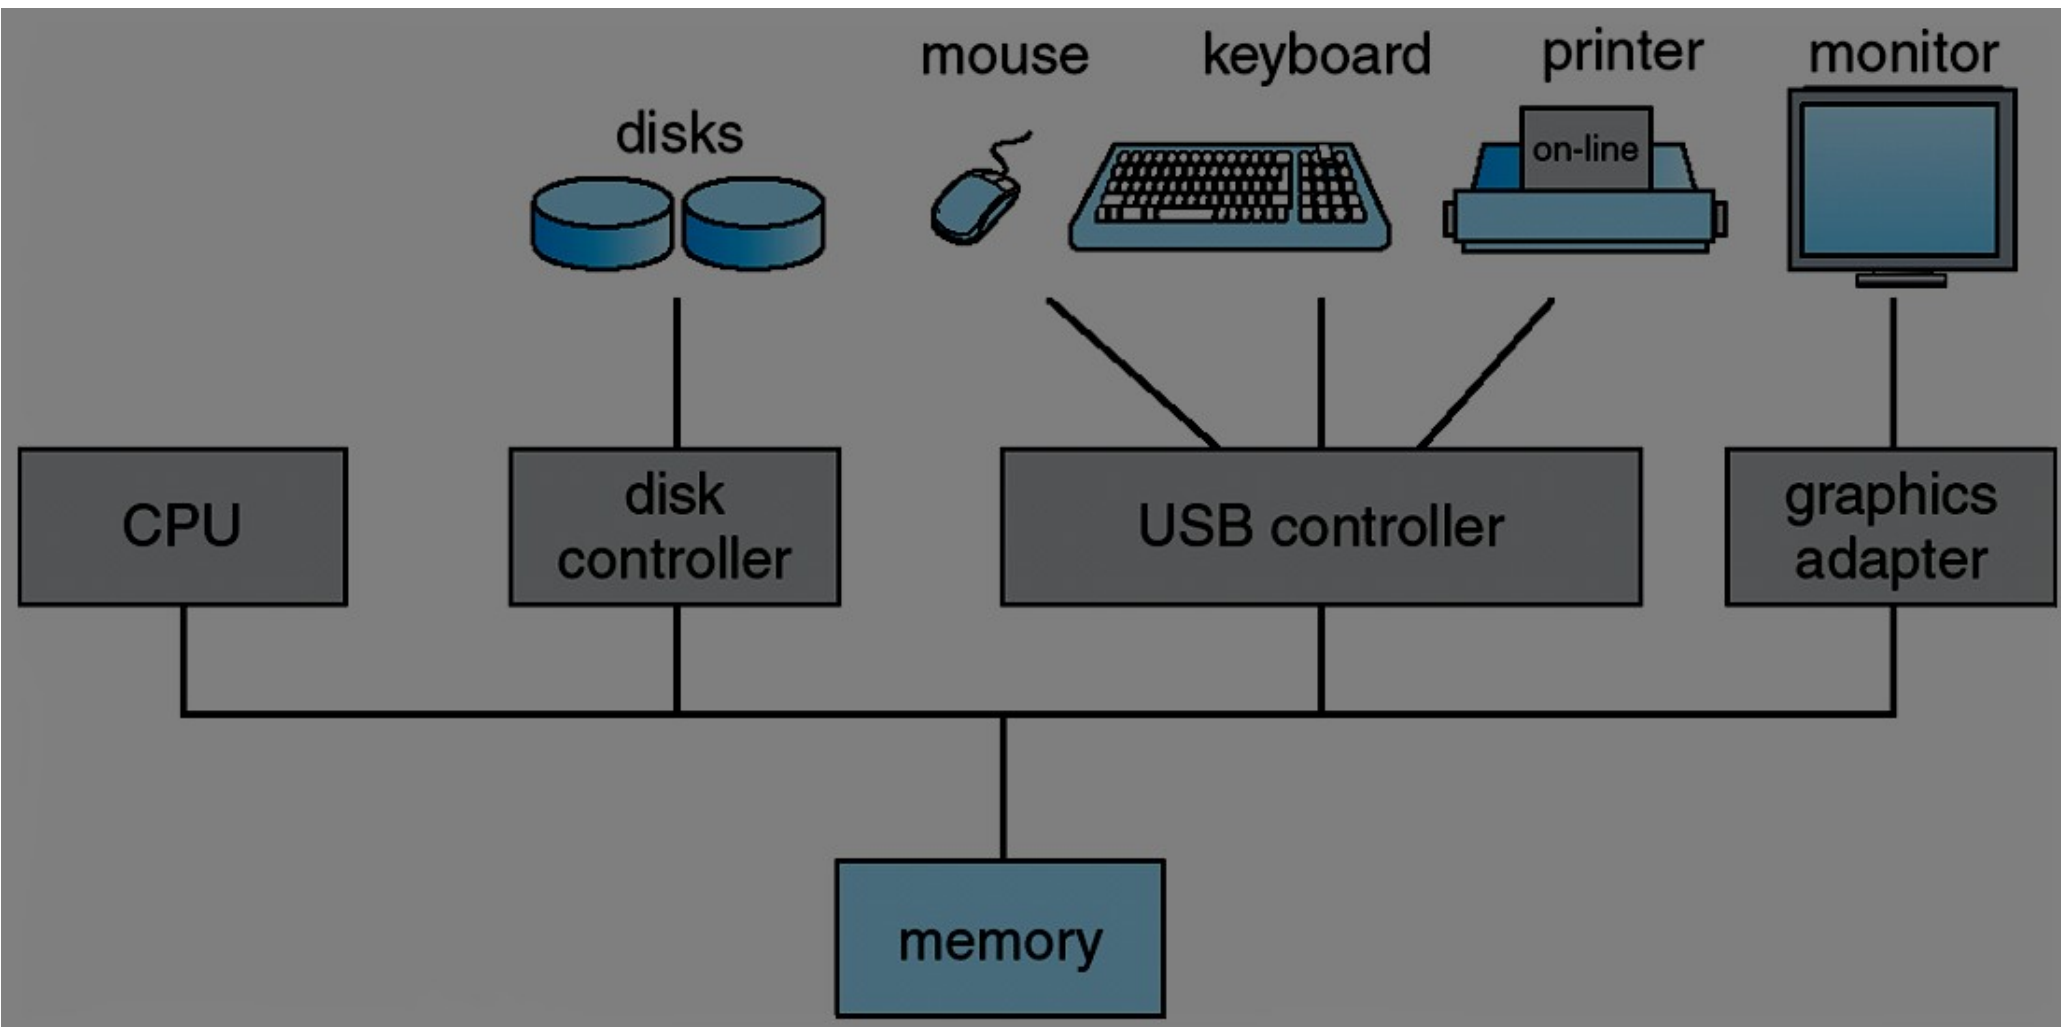 mouse
keyboard
printer
monitor
disks
on-line
CPU
disk
controller
USB controller
graphics
adapter
memory